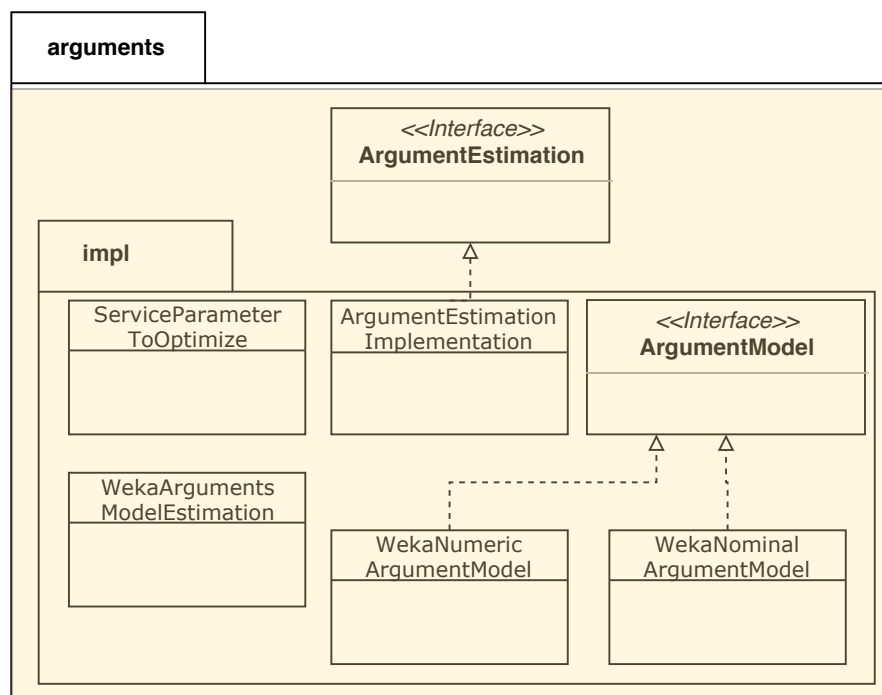 arguments
<<Interface>>
ArgumentEstimation
impl
ServiceParameter
ToOptimize
ArgumentEstimation
Implementation
<<Interface>>
ArgumentModel
WekaArguments
ModelEstimation
WekaNumeric
ArgumentModel
WekaNominal
ArgumentModel